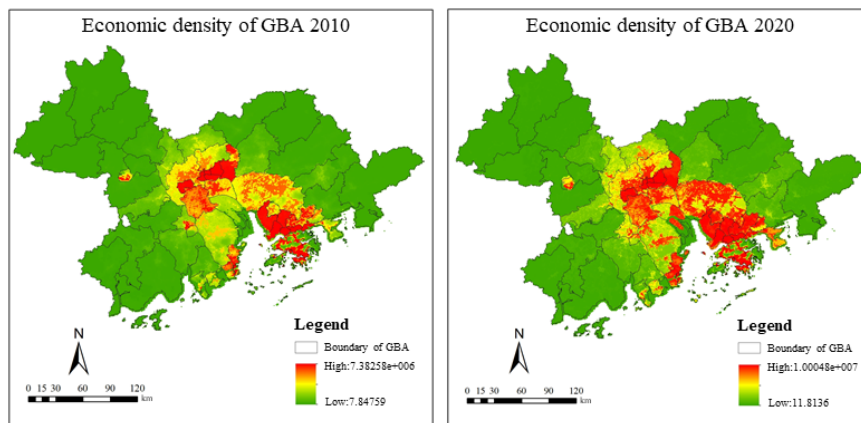 Economic density of GBA 2010
N
Legend
Boundary of GBA
High:7.38258e+006
Low:7.84759
0 15 30 60 90 120
km
Economic density of GBA 2020
N
Legend
Boundary of GBA
High:1.00048e+007
Low:11.8136
0 15 30 60 90 120
km